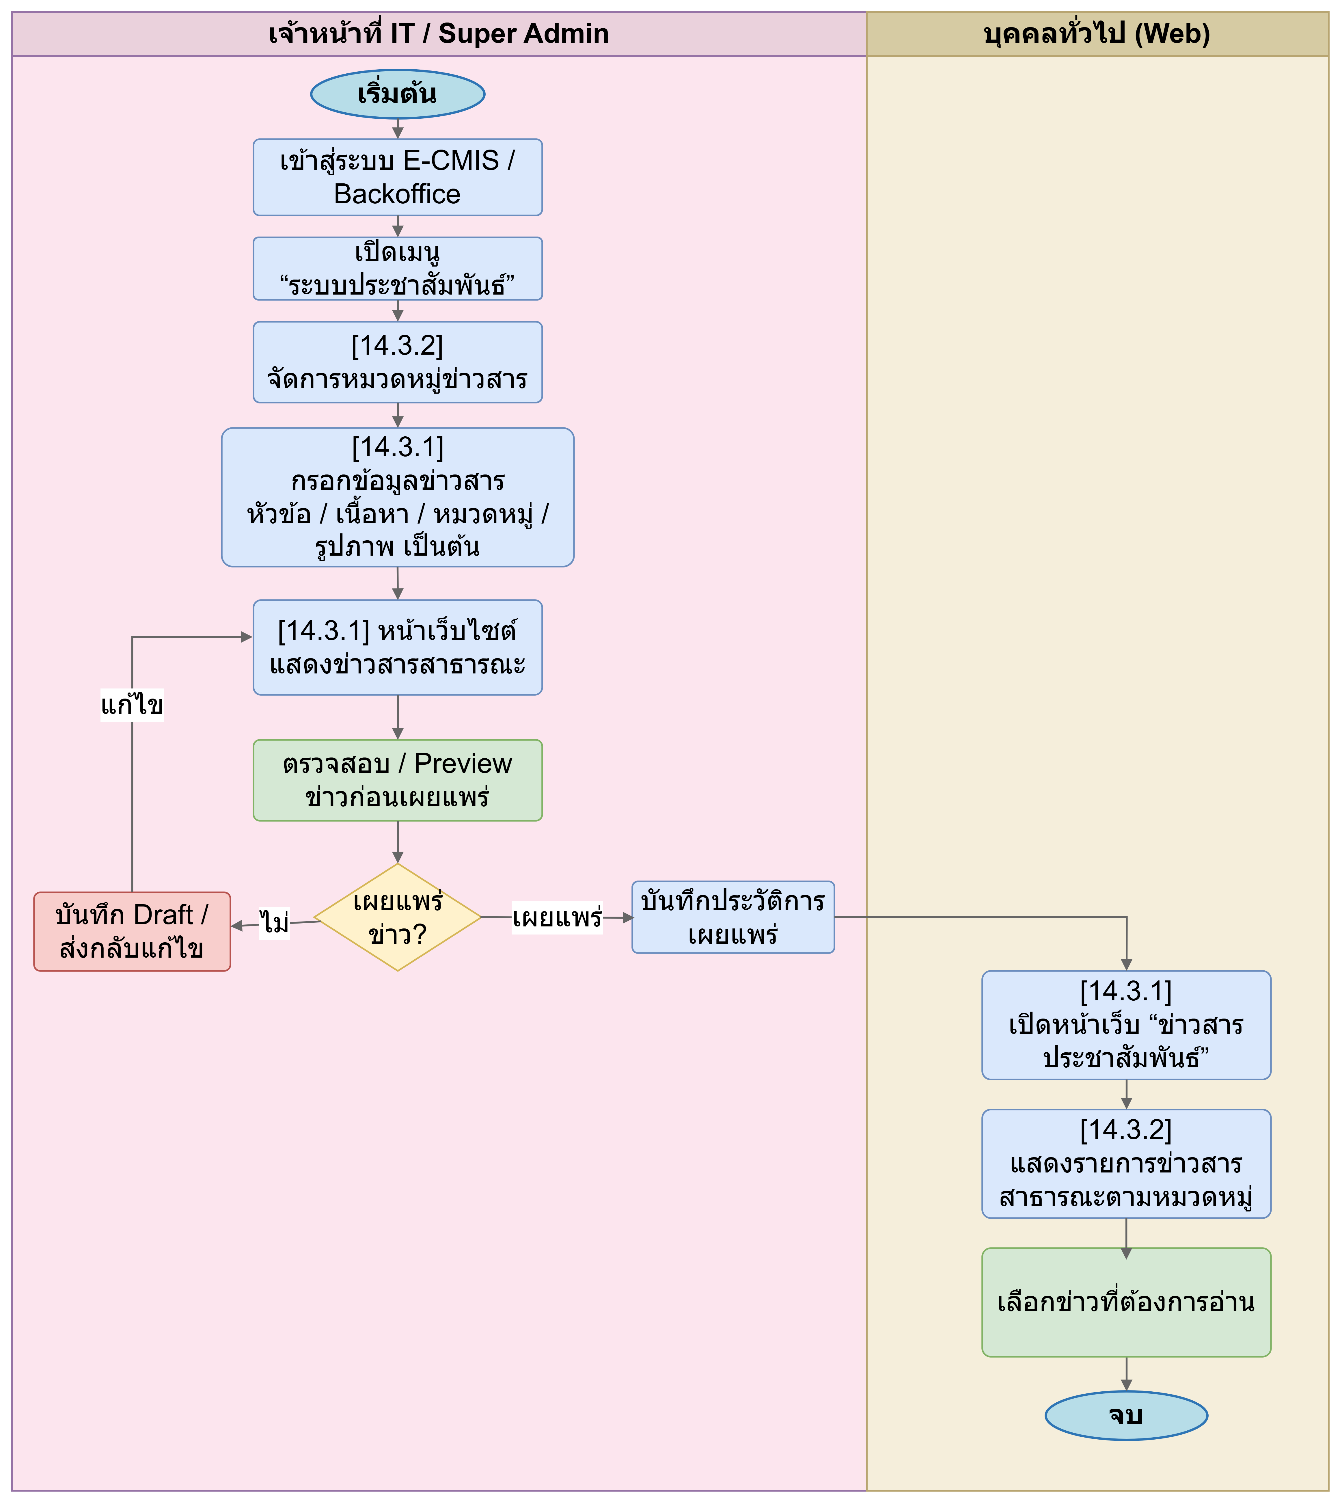 เจ้าหน้าที่ IT / Super Admin
บุคคลทั่วไป (Web)
เริ่มต้น
เข้าสู่ระบบ E-CMIS /
Backoffice
เปิดเมนู
“ระบบประชาสัมพันธ์”
[14.3.2]
จัดการหมวดหมู่ข่าวสาร
[14.3.1]
กรอกข้อมูลข่าวสาร
หัวข้อ / เนื้อหา / หมวดหมู่ /
รูปภาพ เป็นต้น
[14.3.1] หน้าเว็บไซต์
แสดงข่าวสารสาธารณะ
แก้ไข
ตรวจสอบ / Preview
ข่าวก่อนเผยแพร่
เผยแพร่
ข่าว?
ไม่
บันทึก Draft /
ส่งกลับแก้ไข
เผยแพร่
บันทึกประวัติการ
เผยแพร่
[14.3.1]
เปิดหน้าเว็บ “ข่าวสาร
ประชาสัมพันธ์”
[14.3.2]
แสดงรายการข่าวสาร
สาธารณะตามหมวดหมู่
เลือกข่าวที่ต้องการอ่าน
จบ